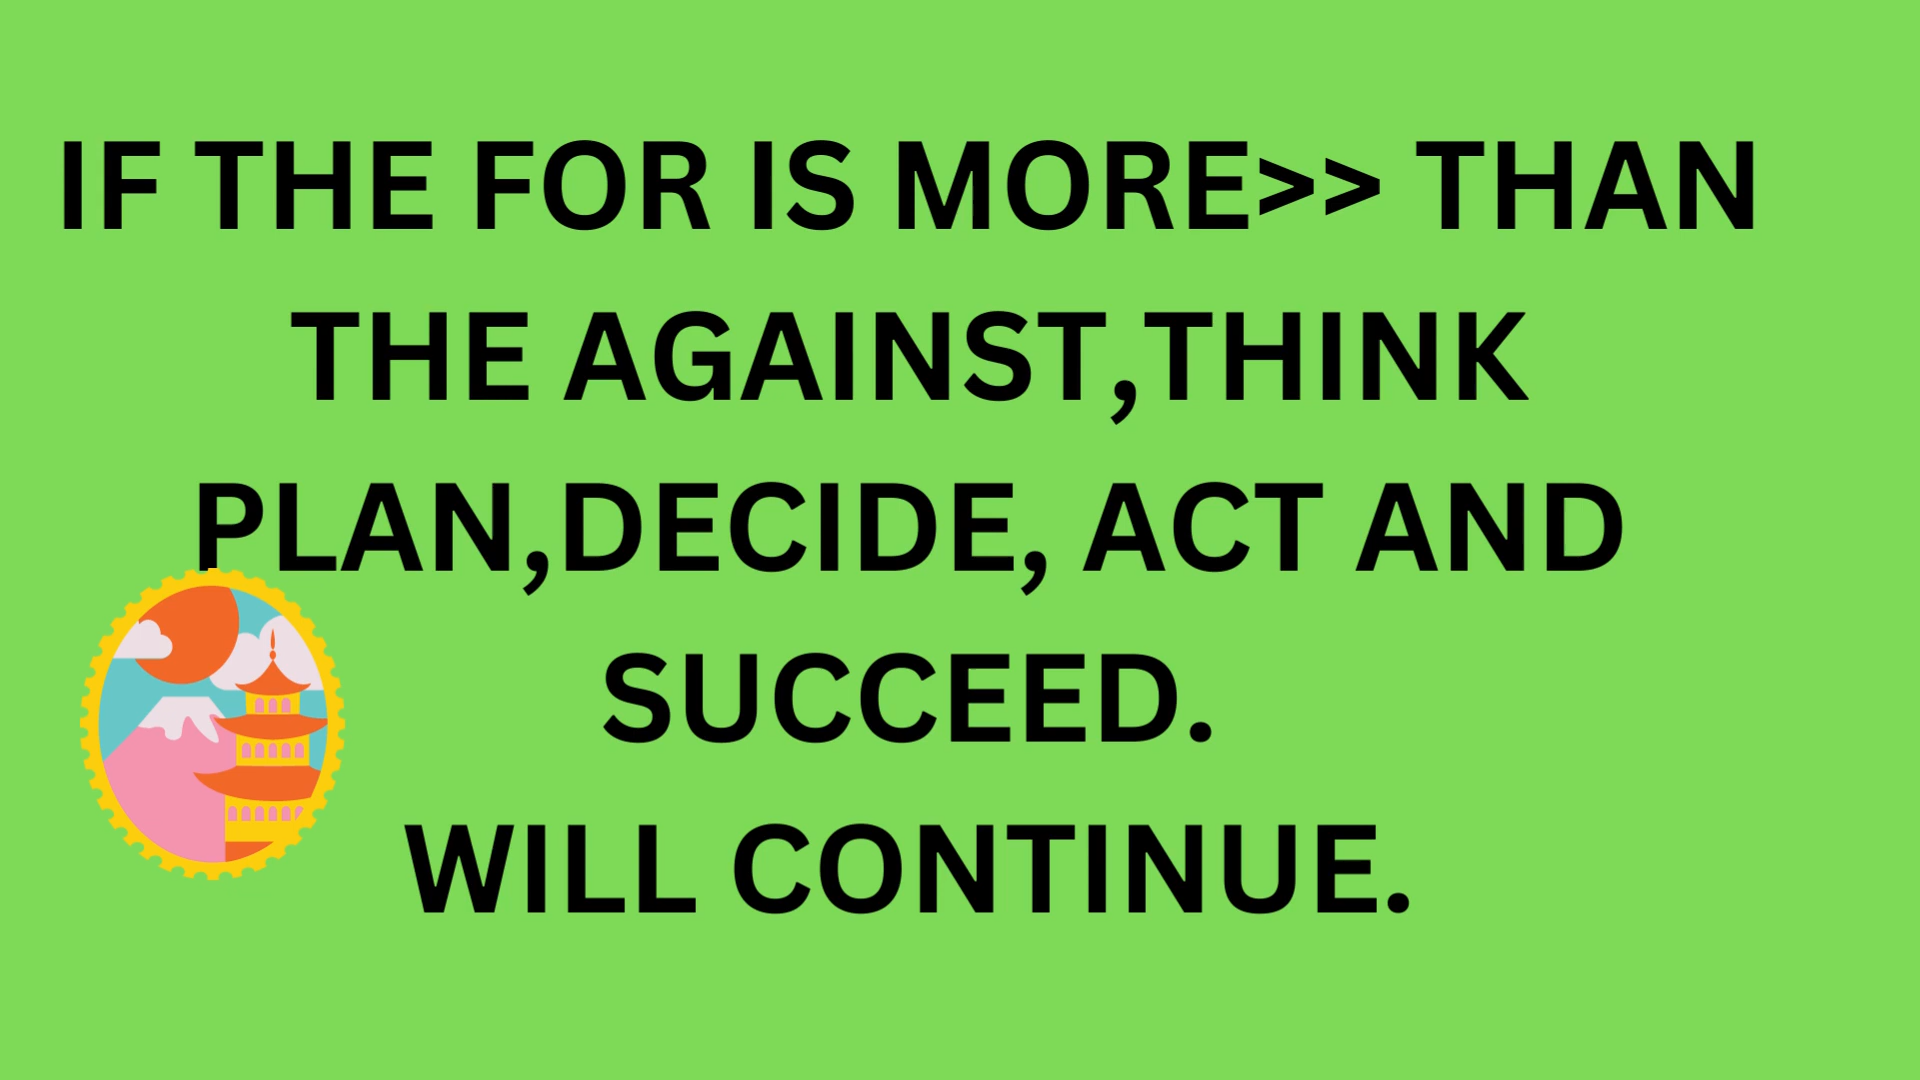 IF THE FOR IS MORE>> THAN
THE AGAINST,THINK
PLAN,DECIDE, ACT AND
SUCCEED.
WILL CONTINUE.